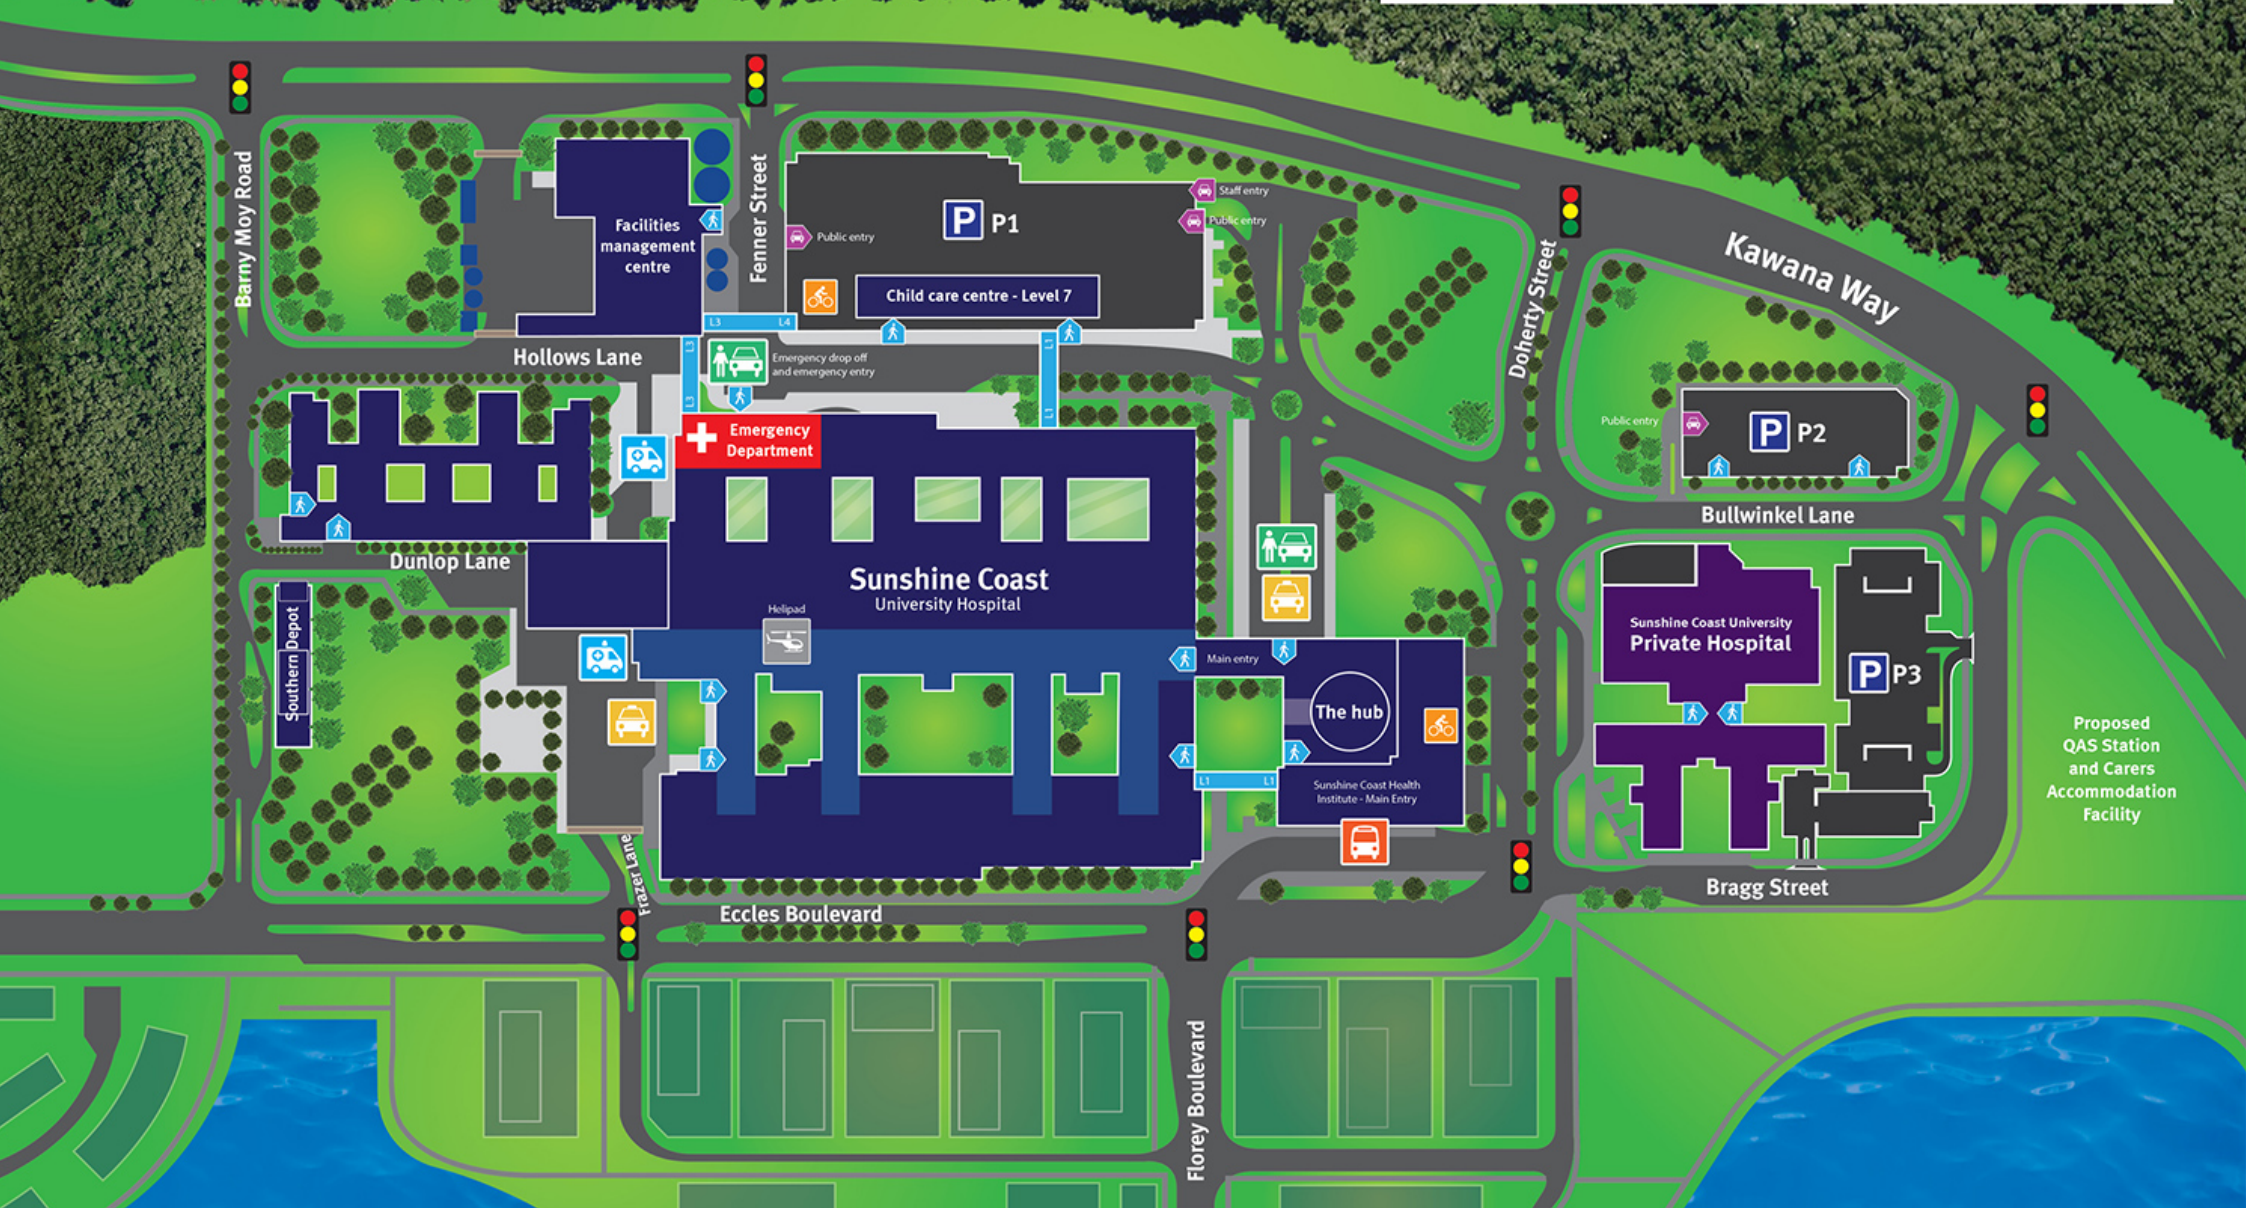 Barny Moy Road
Facilities
management
centre
Fenner Street
P P1
Staff entry
Public entry
Public entry
Child care centre - Level 7
L3 L4
Hollows Lane
L3
L3
Emergency drop off
and emergency entry
L1
L1
Doherty Street
Kawana Way
Public entry
P P2
Bullwinkel Lane
Emergency
Department
Dunlop Lane
Southern Depot
Sunshine Coast
University Hospital
Helipad
Main entry
The hub
L1 L1
Sunshine Coast Health
Institute - Main Entry
Sunshine Coast University
Private Hospital
P P3
Proposed
QAS Station
and Carers
Accommodation
Facility
Bragg Street
Frazer Lane
Eccles Boulevard
Florey Boulevard